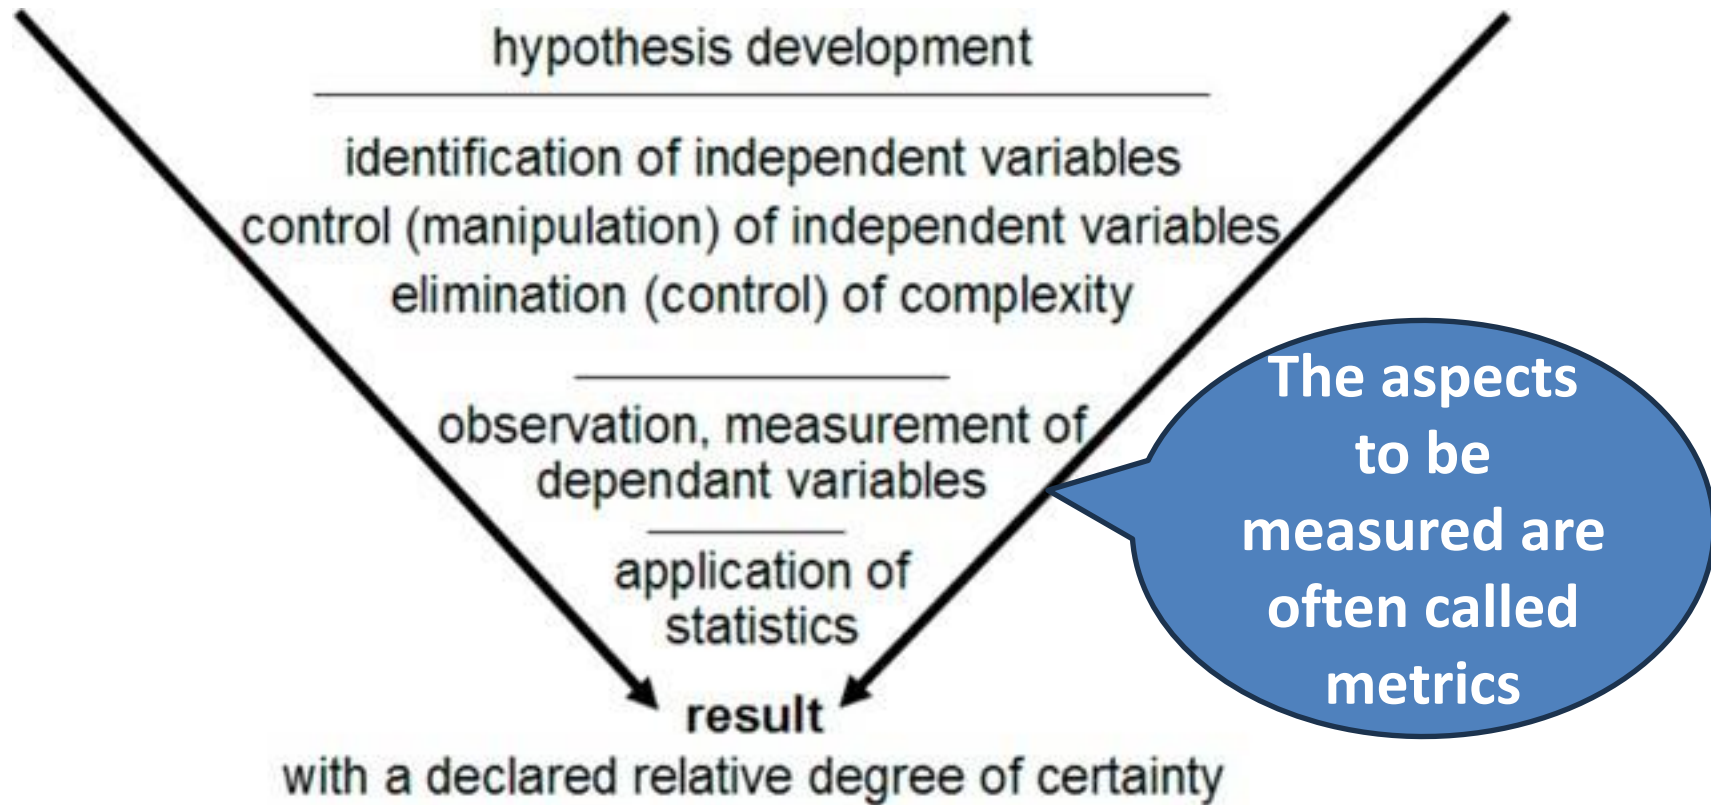 hypothesis development
identification of independent variables
control (manipulation) of independent variables
elimination (control) of complexity
observation, measurement of
dependant variables
application of
statistics
result
with a declared relative degree of certainty
The aspects
to be
measured are
often called
metrics